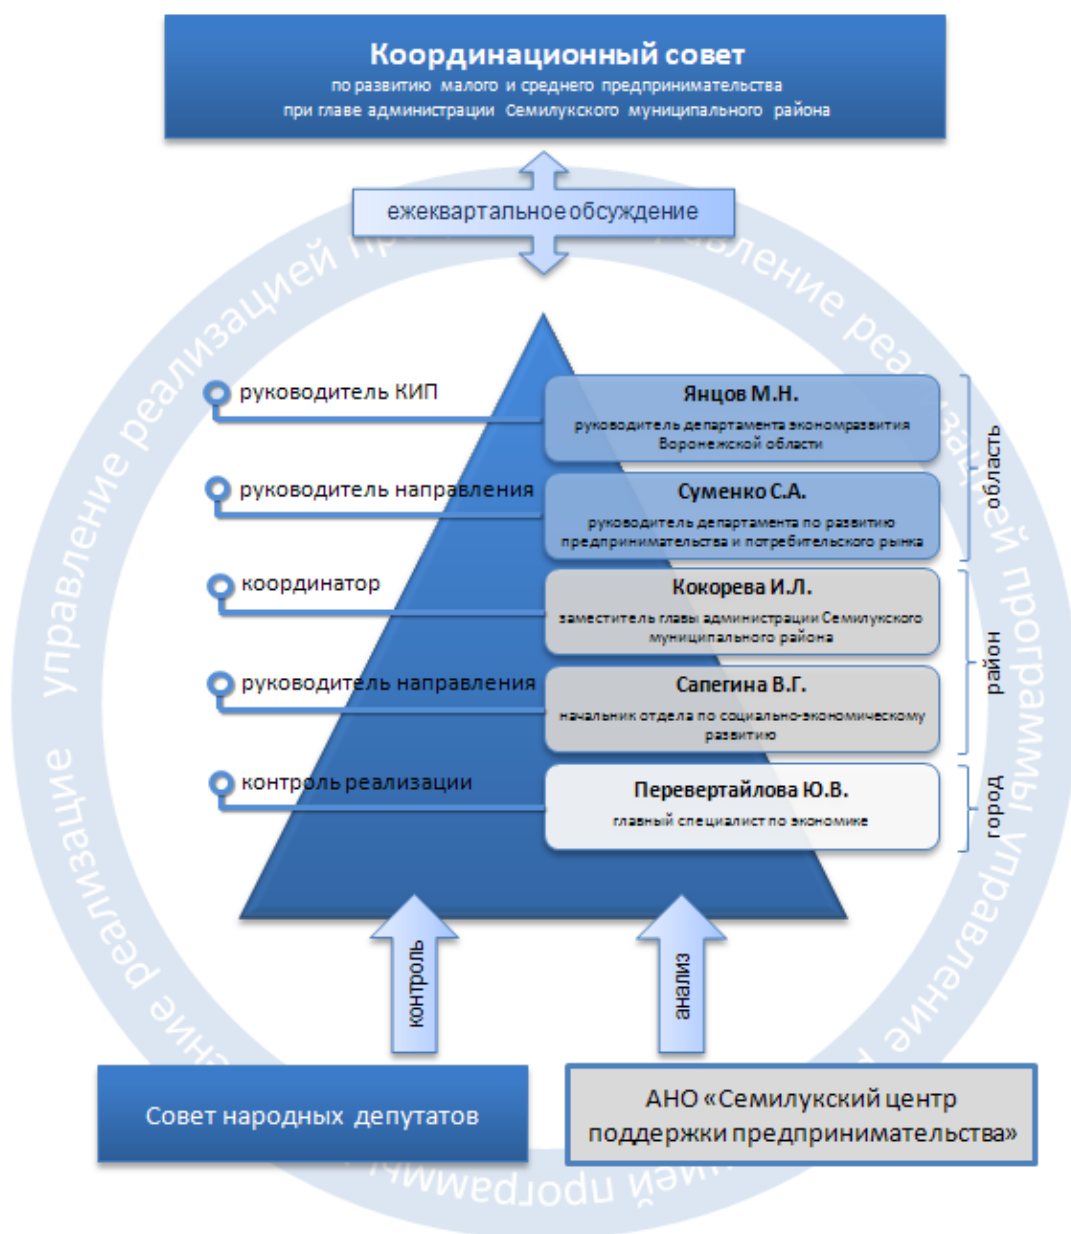 Координационный совет
по развитию малого и среднего предпринимательства
при главе администрации Семилукского муниципального района
ежеквартальное обсуждение
руководитель КИП
Янцов М.Н.
руководитель департамента экономразвития
Воронежской области
руководитель направления
Суменко С.А.
руководитель департамента по развитию
предпринимательства и потребительского рынка
область
координатор
Кокорева И.Л.
заместитель главы администрации Семилукского
муниципального района
руководитель направления
Сапегина В.Г.
начальник отдела по социально-экономическому
развитию
район
контроль реализации
Перевертайлова Ю.В.
главный специалист по экономике
город
контроль
анализ
Совет народных депутатов
АНО «Семилукский центр
поддержки предпринимательства»
управление реализацией
управление реализацией программы управление
реализацие
программы